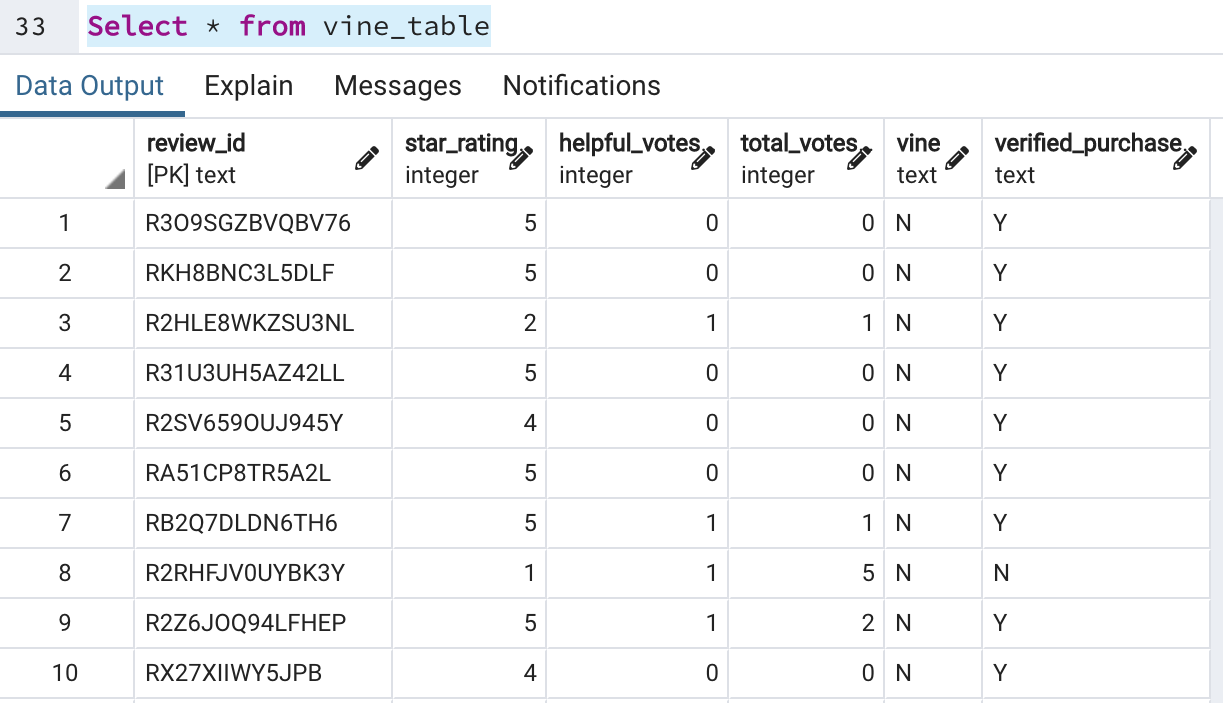 33 Select * from vine_table
Data Output Explain Messages Notifications
review_id star_rating helpful_votes total_votes vine verified_purchase
[PK] text integer integer integer text text
1 R3O9SGZBVQBV76 5 0 0 N Y
2 RKH8BNC3L5DLF 5 0 0 N Y
3 R2HLE8WKZSU3NL 2 1 1 N Y
4 R31U3UH5AZ42LL 5 0 0 N Y
5 R2SV659OUJ945Y 4 0 0 N Y
6 RA51CP8TR5A2L 5 0 0 N Y
7 RB2Q7DLDN6TH6 5 1 1 N Y
8 R2RHFJV0UYBK3Y 1 1 5 N N
9 R2Z6JOQ94LFHEP 5 1 2 N Y
10 RX27XIIWY5JPB 4 0 0 N Y